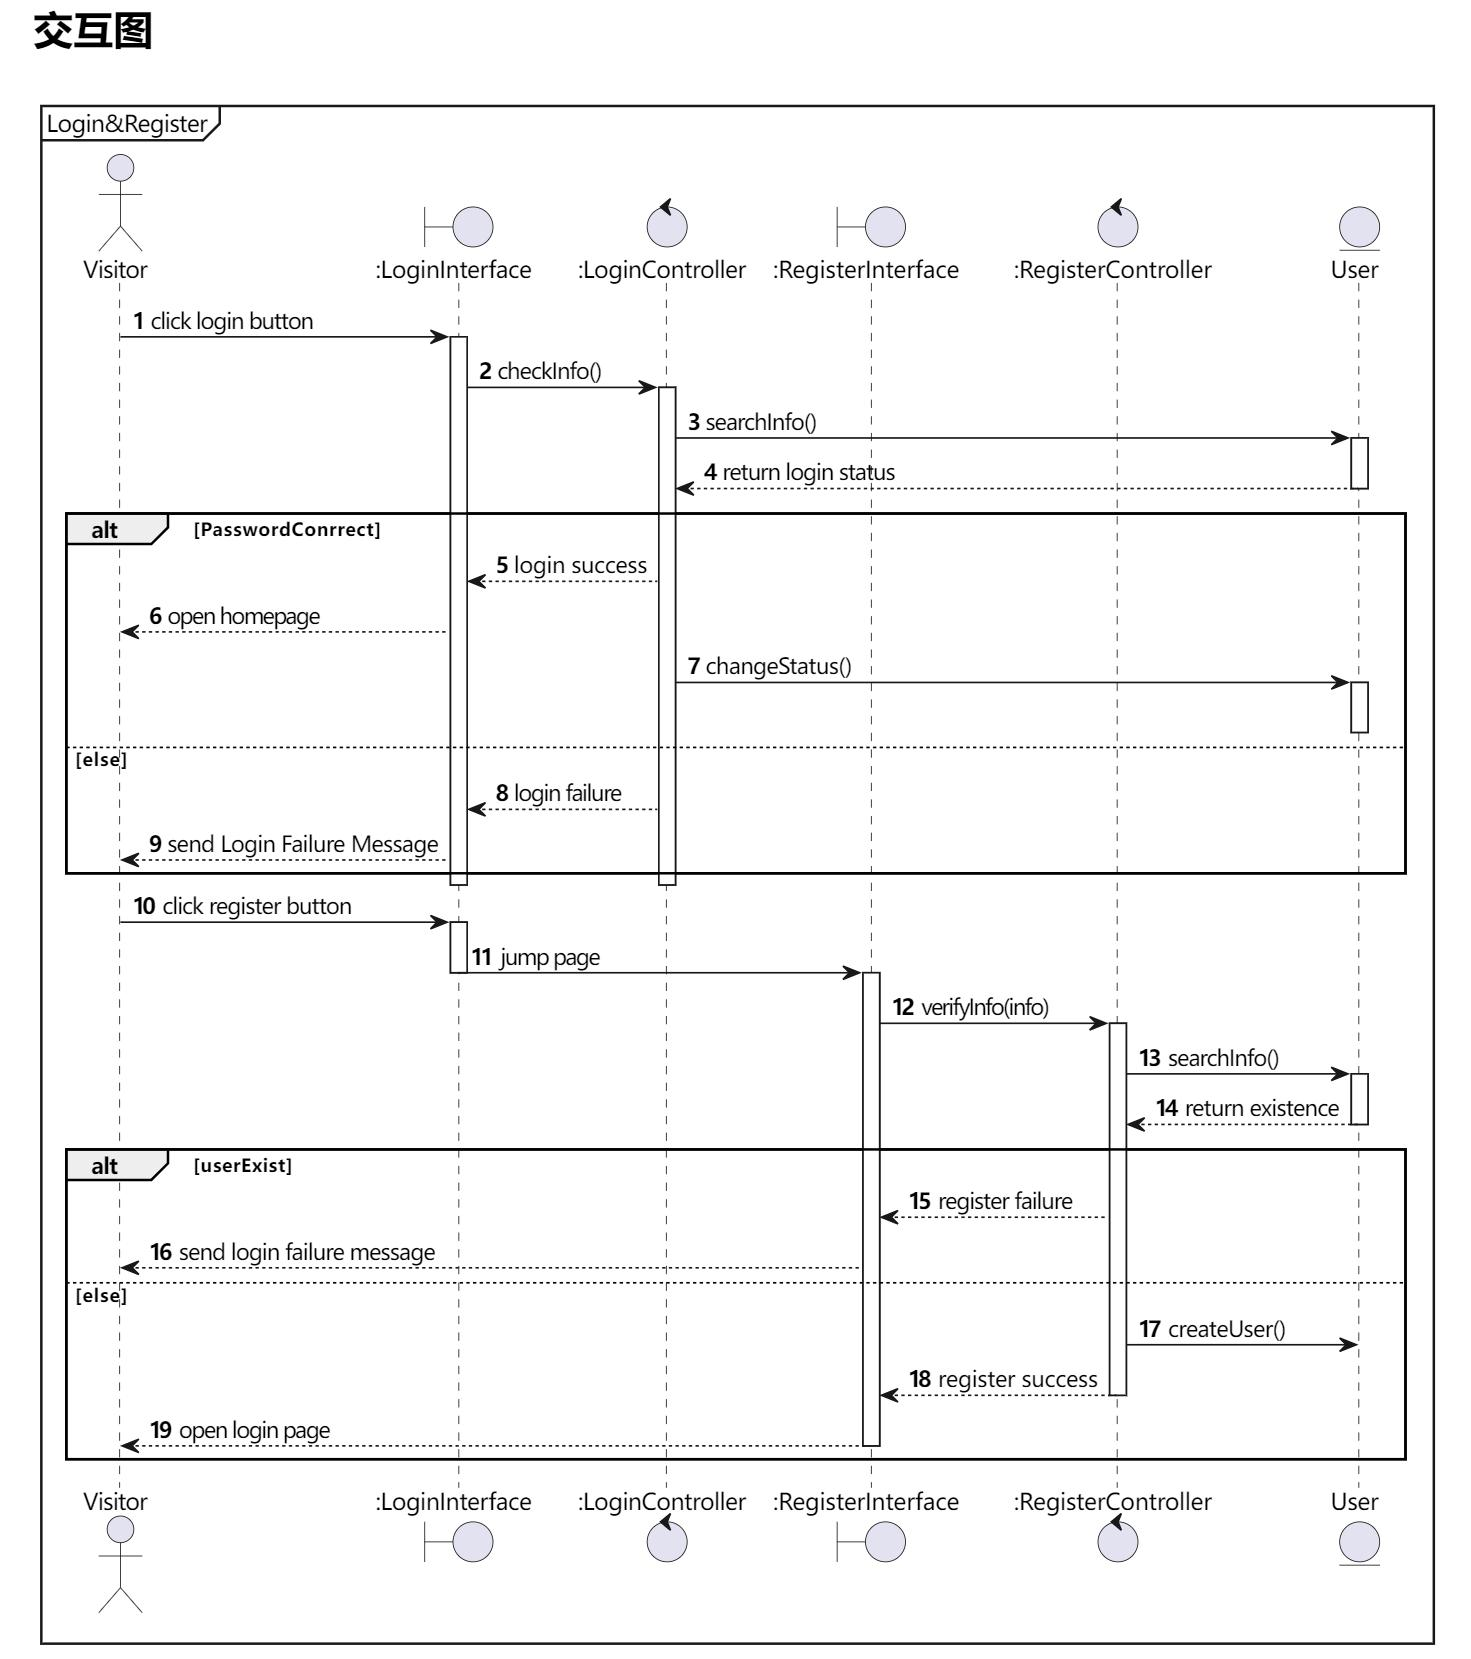 交互图
Login&Register
Visitor
:LoginInterface
:LoginController
:RegisterInterface
:RegisterController
User
1 click login button
2 checkInfo()
3 searchInfo()
4 return login status
alt
[PasswordConrrect]
5 login success
6 open homepage
7 changeStatus()
[else]
8 login failure
9 send Login Failure Message
10 click register button
11 jump page
12 verifyInfo(info)
13 searchInfo()
14 return existence
alt
[userExist]
15 register failure
16 send login failure message
[else]
17 createUser()
18 register success
19 open login page
Visitor
:LoginInterface
:LoginController
:RegisterInterface
:RegisterController
User